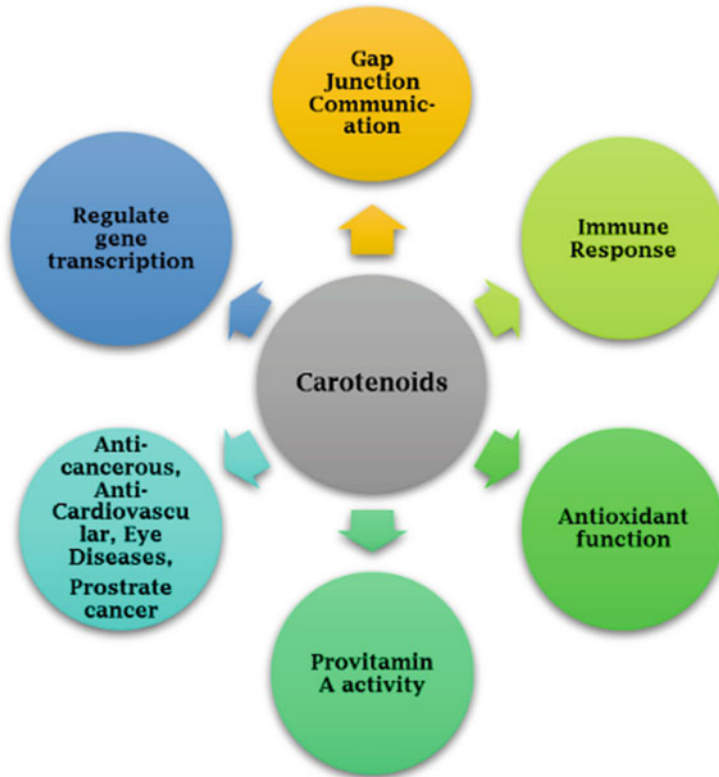 Gap
Junction
Communic-
ation
Regulate
gene
transcription
Immune
Response
Carotenoids
Anti-
cancerous,
Anti-
Cardiovascu
lar, Eye
Diseases,
Prostrate
cancer
Antioxidant
function
Provitamin
A activity